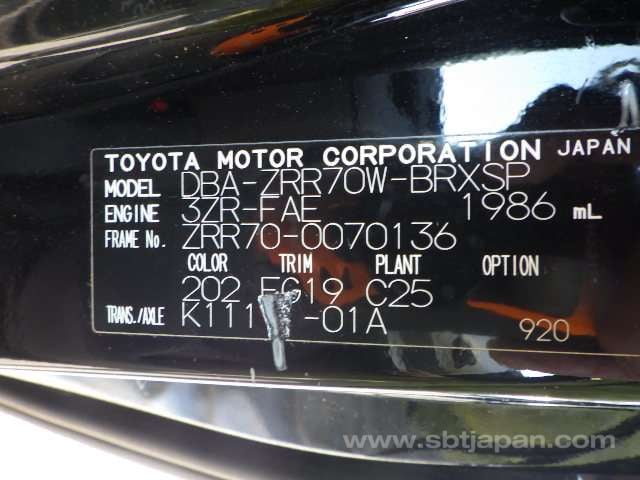 TOYOTA MOTOR CORPORATION JAPAN
MODEL DBA-ZRR70W-BRXSP
ENGINE 3ZR-FAE 1986 mL
FRAME No. ZRR70-0070136
COLOR TRIM PLANT OPTION
202 C25
TRANS./AXLE -01A 920
www.sbtjapan.com